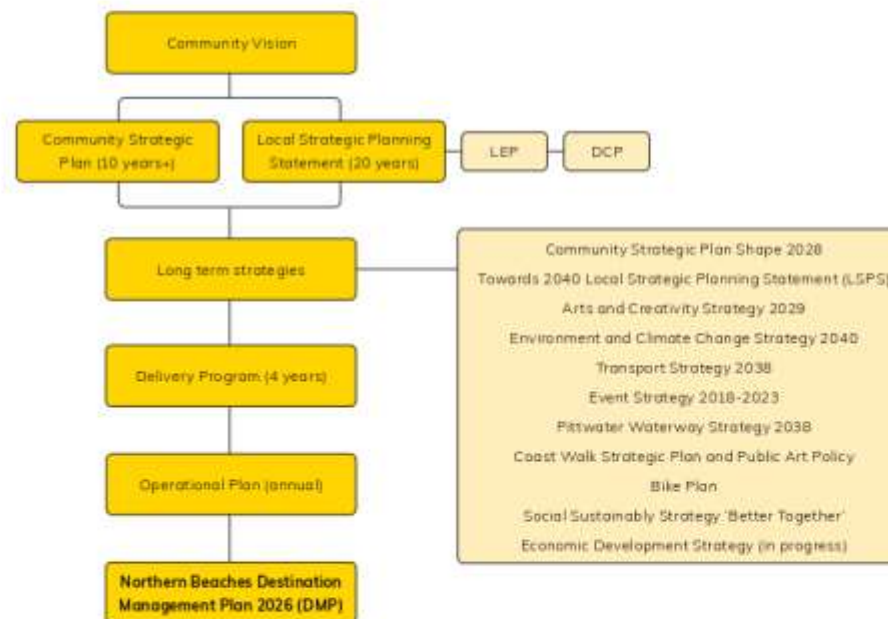 Community Vision
Community Strategic
Plan (10 years+)
Local Strategic Planning
Statement (20 years)
LEP
DCP
Long term strategies
Community Strategic Plan Shape 2028
Towards 2040 Local Strategic Planning Statement (LSPS)
Arts and Creativity Strategy 2029
Environment and Climate Change Strategy 2040
Transport Strategy 2038
Event Strategy 2018-2023
Pittwater Waterway Strategy 2038
Coast Walk Strategic Plan and Public Art Policy
Bike Plan
Social Sustainably Strategy 'Better Together'
Economic Development Strategy (in progress)
Delivery Program (4 years)
Operational Plan (annual)
Northern Beaches Destination
Management Plan 2026 (DMP)